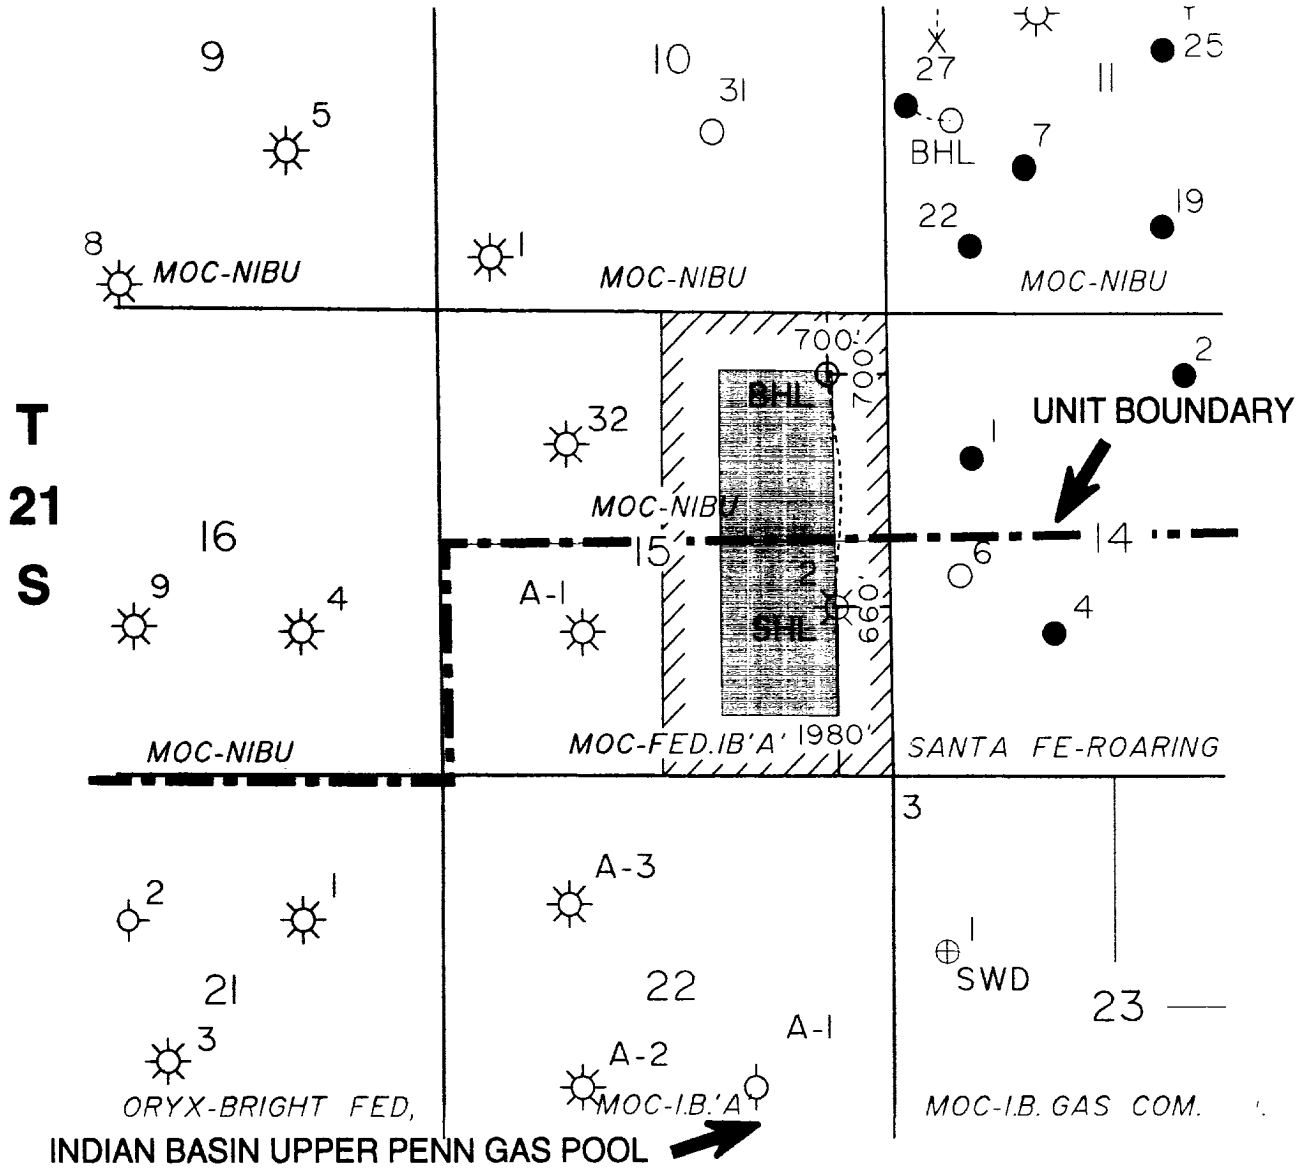 9
10
31
27
25
11
5
BHL
7
22
19
8
MOC-NIBU
1
MOC-NIBU
MOC-NIBU
700'
700'
2
T
21
S
BHL
UNIT BOUNDARY
32
1
MOC-NIBU
16
15
14
6
9
4
A-1
2
SHL
660'
4
MOC-NIBU
MOC-FED.IB'A'
1980'
SANTA FE-ROARING
3
2
1
A-3
1
SWD
21
22
23
3
A-2
A-1
ORYX-BRIGHT FED,
MOC-I.B.'A'
MOC-I.B. GAS COM.
INDIAN BASIN UPPER PENN GAS POOL